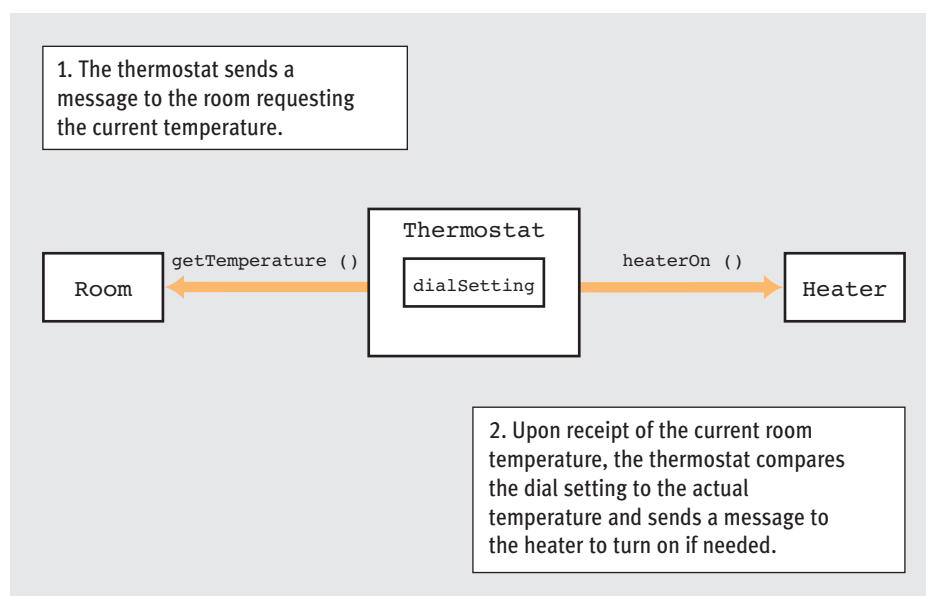 1. The thermostat sends a
message to the room requesting
the current temperature.
Thermostat
getTemperature ()
heaterOn ()
Room
dialSetting
Heater
2. Upon receipt of the current room
temperature, the thermostat compares
the dial setting to the actual
temperature and sends a message to
the heater to turn on if needed.